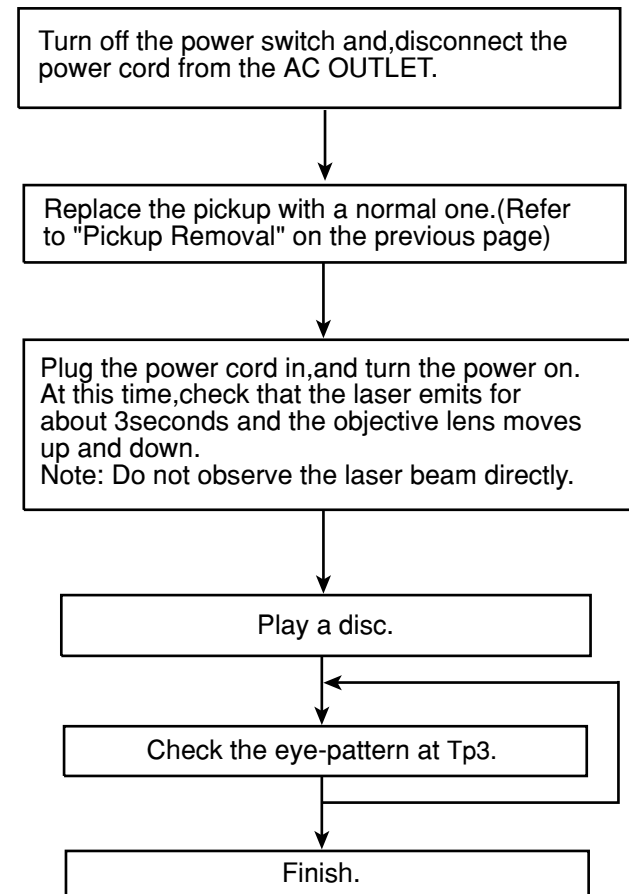 Turn off the power switch and,disconnect the
power cord from the AC OUTLET.
Replace the pickup with a normal one.(Refer
to "Pickup Removal" on the previous page)
Plug the power cord in,and turn the power on.
At this time,check that the laser emits for
about 3seconds and the objective lens moves
up and down.
Note: Do not observe the laser beam directly.
Play a disc.
Check the eye-pattern at Tp3.
Finish.